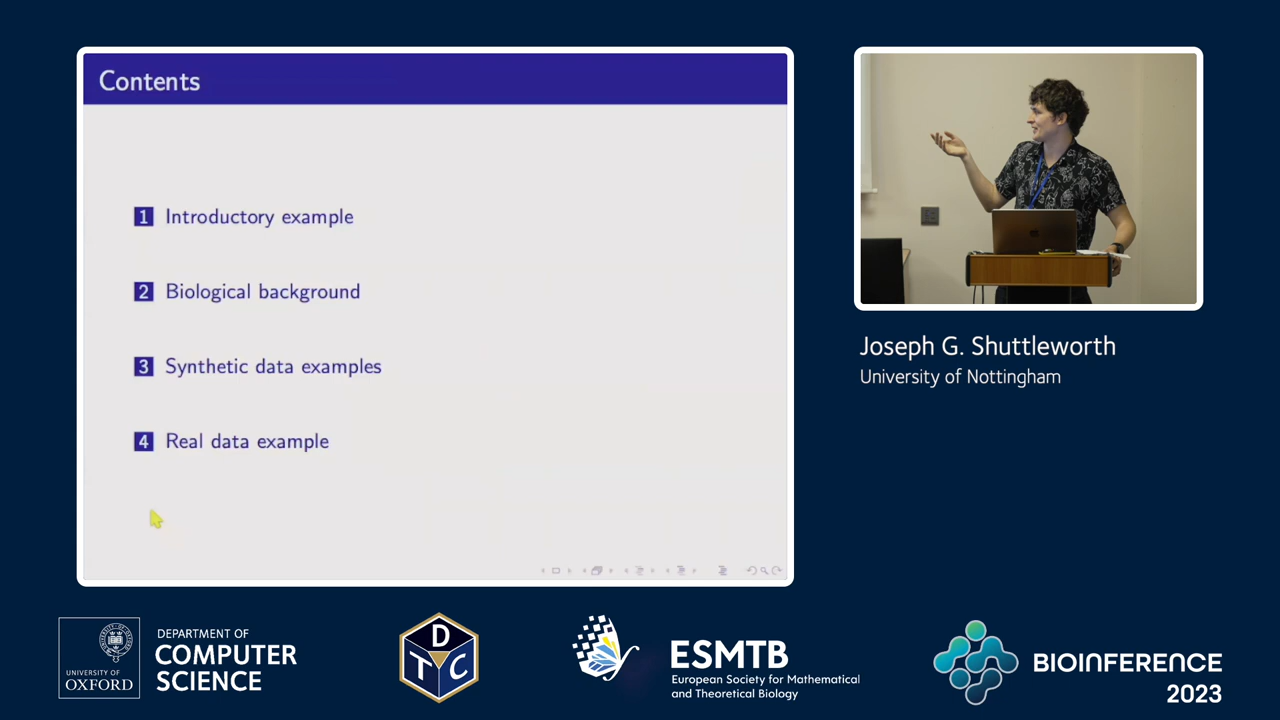 Contents
1 Introductory example
2 Biological background
3 Synthetic data examples
4 Real data example
Joseph G. Shuttleworth
University of Nottingham
UNIVERSITY OF
OXFORD
DEPARTMENT OF
COMPUTER
SCIENCE
D
T C
ESMTB
European Society for Mathematical
and Theoretical Biology
BIOINFERENCE
2023